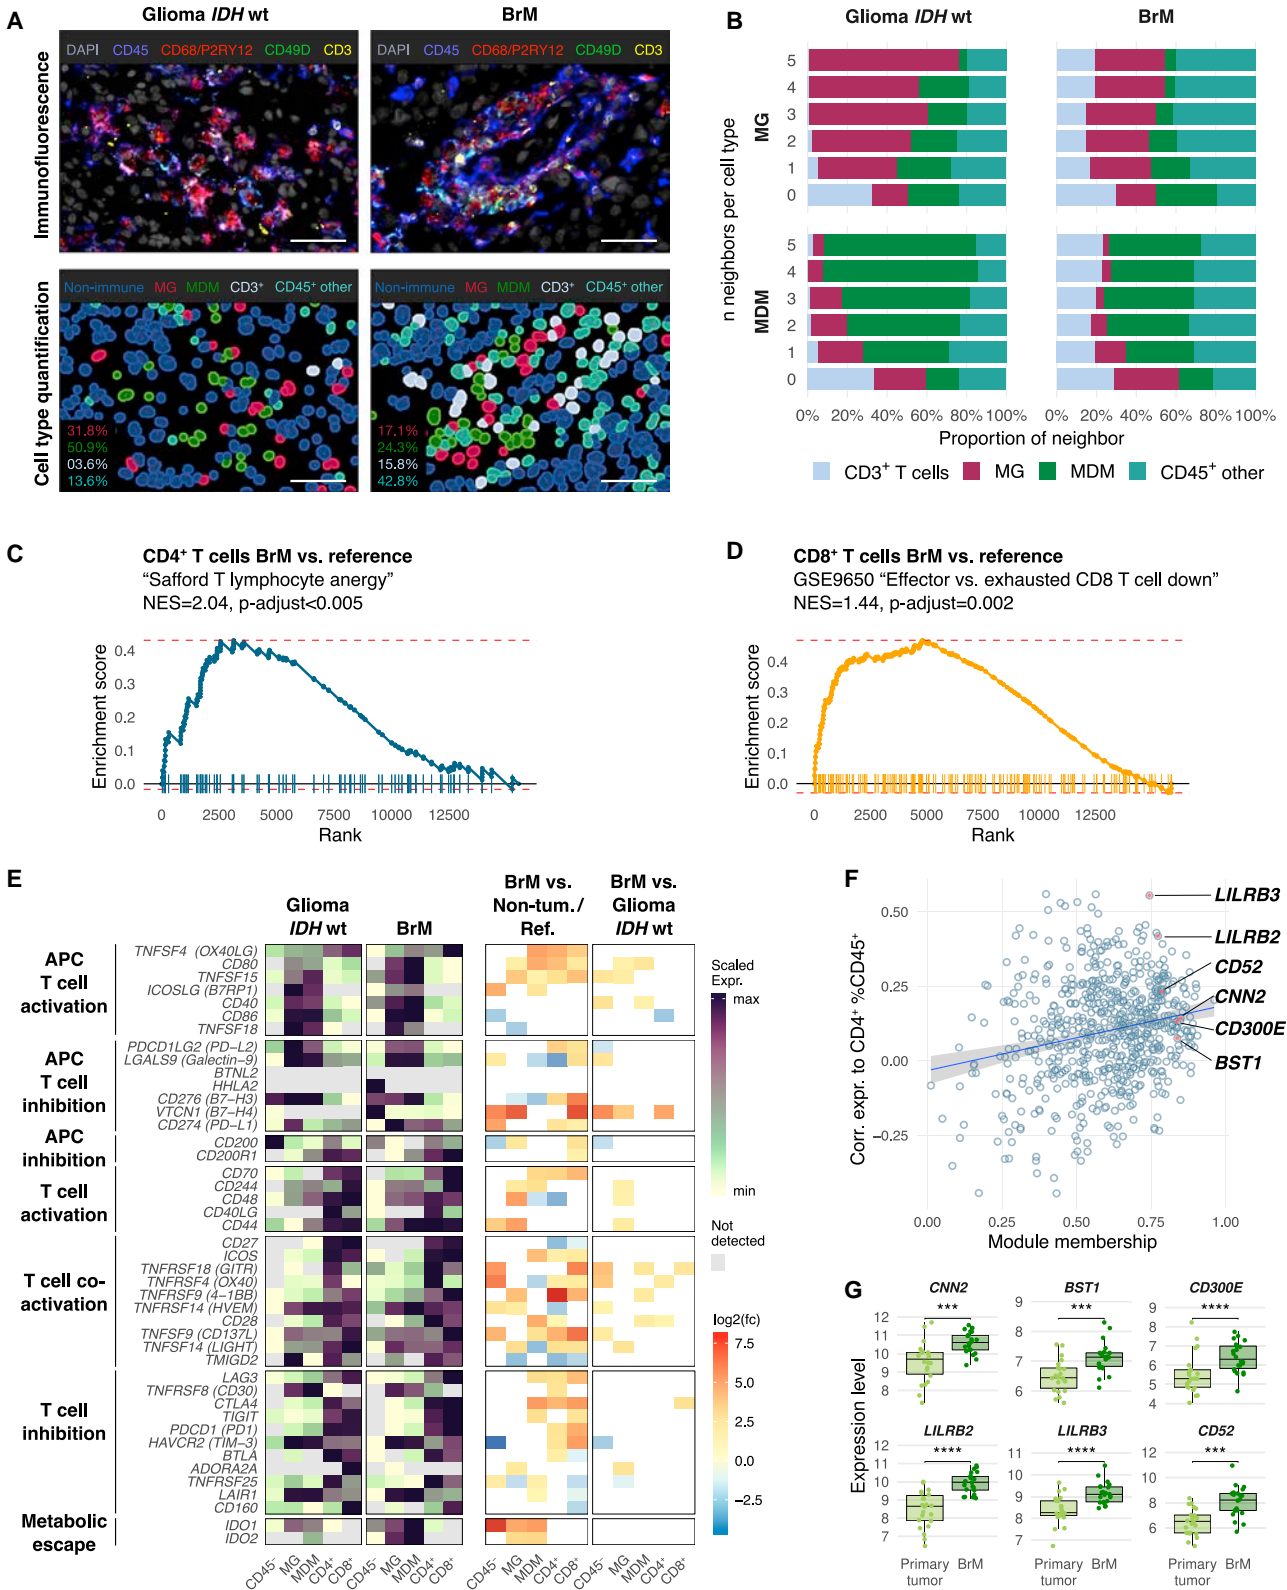 A
Glioma IDH wt
BrM
Immunofluorescence
DAPI CD45 CD68/P2RY12 CD49D CD3
DAPI CD45 CD68/P2RY12 CD49D CD3
Cell type quantification
Non-immune MG MDM CD3+ CD45+ other
Non-immune MG MDM CD3+ CD45+ other
31.8%
50.9%
03.6%
13.6%
17.1%
24.3%
15.8%
42.8%
B
Glioma IDH wt
BrM
n neighbors per cell type
MG
5
4
3
2
1
0
MDM
5
4
3
2
1
0
0% 20% 40% 60% 80% 100%
0% 20% 40% 60% 80% 100%
Proportion of neighbor
CD3+ T cells MG MDM CD45+ other
C
CD4+ T cells BrM vs. reference
“Safford T lymphocyte anergy”
NES=2.04, p-adjust<0.005
Enrichment score
0.4
0.3
0.2
0.1
0.0
0 2500 5000 7500 10000 12500
Rank
D
CD8+ T cells BrM vs. reference
GSE9650 “Effector vs. exhausted CD8 T cell down”
NES=1.44, p-adjust=0.002
Enrichment score
0.4
0.3
0.2
0.1
0.0
0 2500 5000 7500 10000 12500
Rank
E
Glioma
IDH wt
BrM
BrM vs.
Non-tum./
Ref.
BrM vs.
Glioma
IDH wt
APC
T cell
activation
TNFSF4 (OX40LG)
CD80
TNFSF15
ICOSLG (B7RP1)
CD40
CD86
TNFSF18
APC
T cell
inhibition
PDCD1LG2 (PD-L2)
LGALS9 (Galectin-9)
BTNL2
HHLA2
CD276 (B7-H3)
VTCN1 (B7-H4)
CD274 (PD-L1)
APC
inhibition
CD200
CD200R1
T cell
activation
CD70
CD244
CD48
CD40LG
CD44
T cell co-
activation
CD27
ICOS
TNFRSF18 (GITR)
TNFRSF4 (OX40)
TNFRSF9 (4-1BB)
TNFRSF14 (HVEM)
CD28
TNFSF9 (CD137L)
TNFSF14 (LIGHT)
TMIGD2
T cell
inhibition
LAG3
TNFRSF8 (CD30)
CTLA4
TIGIT
PDCD1 (PD1)
HAVCR2 (TIM-3)
BTLA
ADORA2A
TNFRSF25
LAIR1
CD160
Metabolic
escape
IDO1
IDO2
CD45- MG MDM CD4+ CD8+
CD45- MG MDM CD4+ CD8+
CD45- MG MDM CD4+ CD8+
CD45- MG MDM CD4+ CD8+
Scaled
Expr.
max
min
Not
detected
log2(fc)
7.5
5.0
2.5
0.0
−2.5
F
Corr. expr. to CD4+ %CD45+
0.50
0.25
0.00
−0.25
LILRB3
LILRB2
CD52
CNN2
CD300E
BST1
0.00 0.25 0.50 0.75 1.00
Module membership
G
Expression level
CNN2
***
12
11
10
9
8
BST1
***
9
8
7
6
CD300E
****
9
8
7
6
5
4
LILRB2
****
12
11
10
9
8
7
LILRB3
****
11
10
9
8
7
CD52
***
12
10
8
6
Primary
tumor
BrM
Primary
tumor
BrM
Primary
tumor
BrM